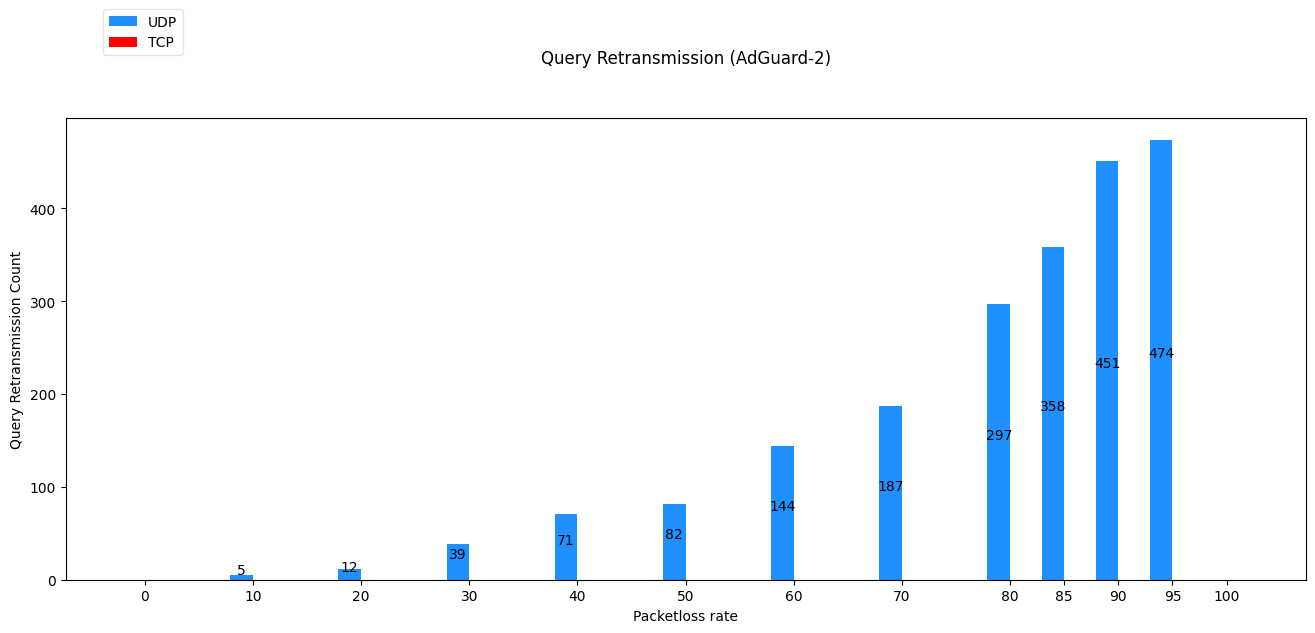 UDP
TCP
Query Retransmission (AdGuard-2)
Query Retransmission Count
400
300
200
100
0
5
12
39
71
82
144
187
297
358
451
474
0 10 20 30 40 50 60 70 80 85 90 95 100
Packetloss rate